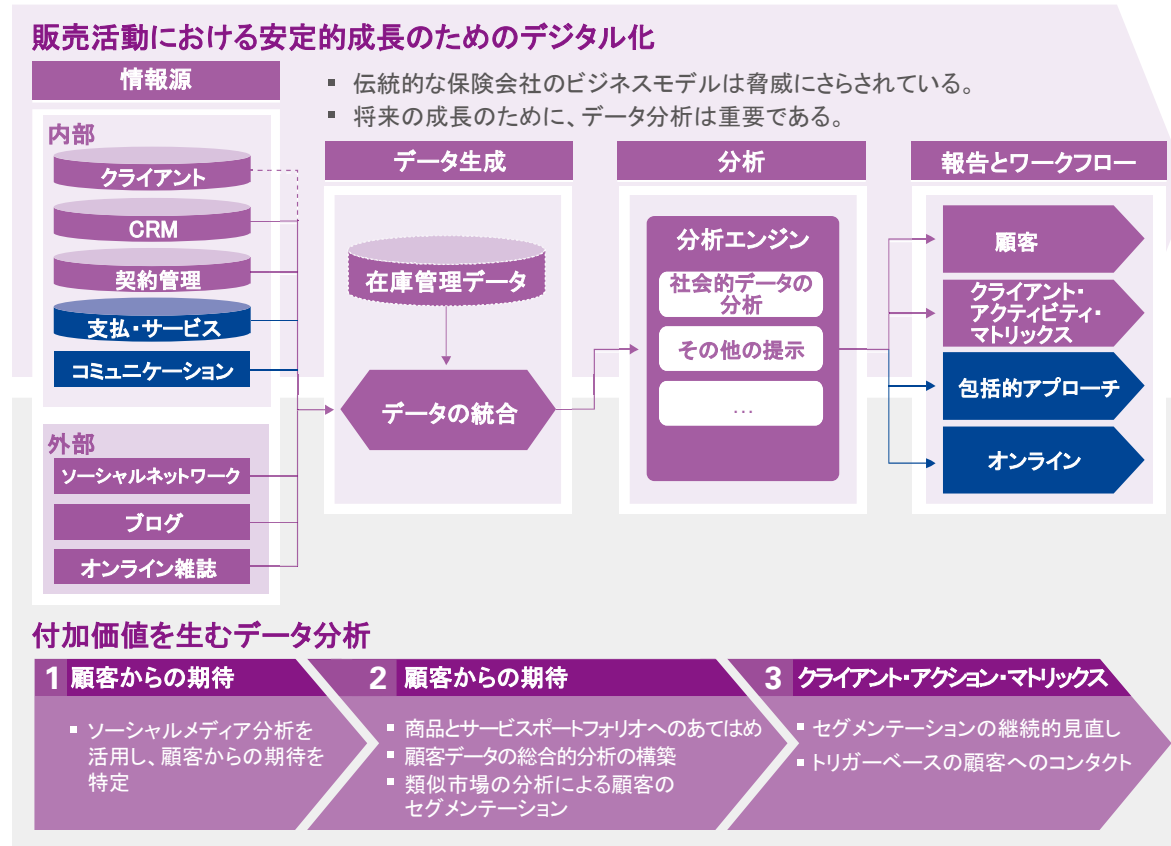 販売活動における安定的成長のためのデジタル化
情報源
▪ 伝統的な保険会社のビジネスモデルは脅威にさらされている。
▪ 将来の成長のために、データ分析は重要である。
内部
クライアント
CRM
契約管理
支払・サービス
コミュニケーション
外部
ソーシャルネットワーク
ブログ
オンライン雑誌
データ生成
在庫管理データ
データの統合
分析
分析エンジン
社会的データの
分析
その他の提示
…
報告とワークフロー
顧客
クライアント・
アクティビティ・
マトリックス
包括的アプローチ
オンライン
付加価値を生むデータ分析
1 顧客からの期待
▪ ソーシャルメディア分析を
活用し、顧客からの期待を
特定
2 顧客からの期待
▪ 商品とサービスポートフォリオへのあてはめ
▪ 顧客データの総合的分析の構築
▪ 類似市場の分析による顧客の
セグメンテーション
3 クライアント・アクション・マトリックス
▪ セグメンテーションの継続的見直し
▪ トリガーベースの顧客へのコンタクト